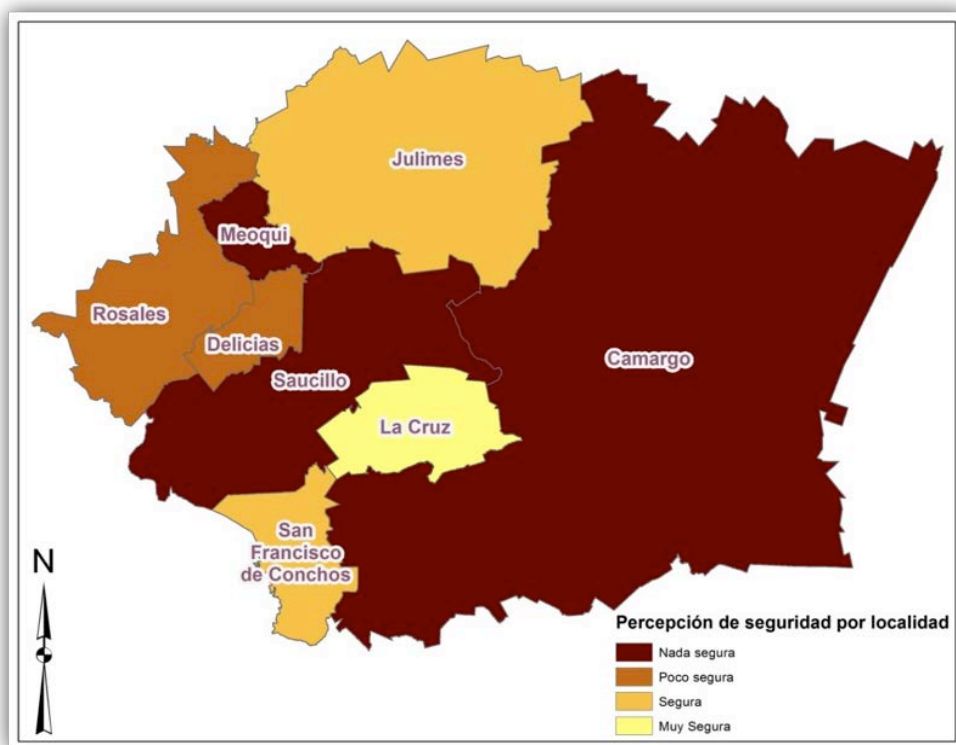 Julimes
Meoqui
Rosales
Delicias
Camargo
Saucillo
La Cruz
San
Francisco
de Conchos
N
Percepción de seguridad por localidad
Nada segura
Poco segura
Segura
Muy Segura